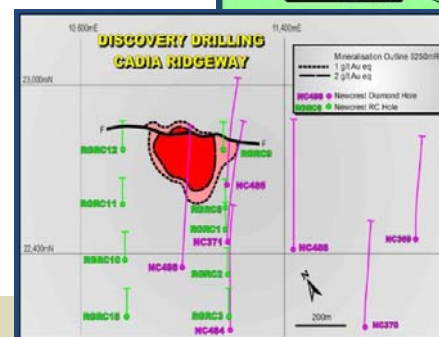 10,600mE
11,400mE
DISCOVERY DRILLING
CADIA RIDGEWAY
Mineralisation Outline 5250mR
1 g/t Au eq
2 g/t Au eq
NC498 Newcrest Diamond Hole
RGRC6 Newcrest RC Hole
23,000mN
F
F
RGRC12
RGRC9
NC485
RGRC11
RGRC8
RGRC1
NC371
22,400mN
NC488
NC369
RGRC10
NC498
RGRC2
N
RGRC15
RGRC3
NC484
200m
NC370